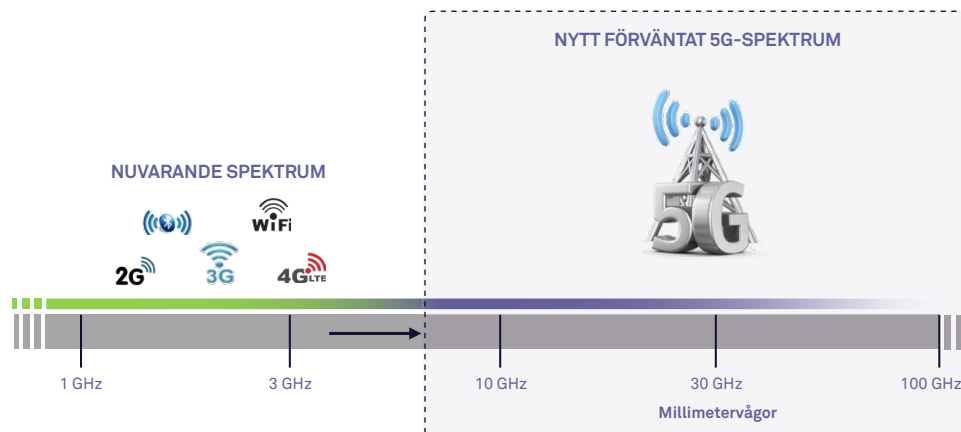 NYTT FÖRVÄNTAT 5G-SPEKTRUM
5G
NUVARANDE SPEKTRUM
WiFi
2G
3G
4G LTE
1 GHz
3 GHz
10 GHz
30 GHz
100 GHz
Millimetervågor